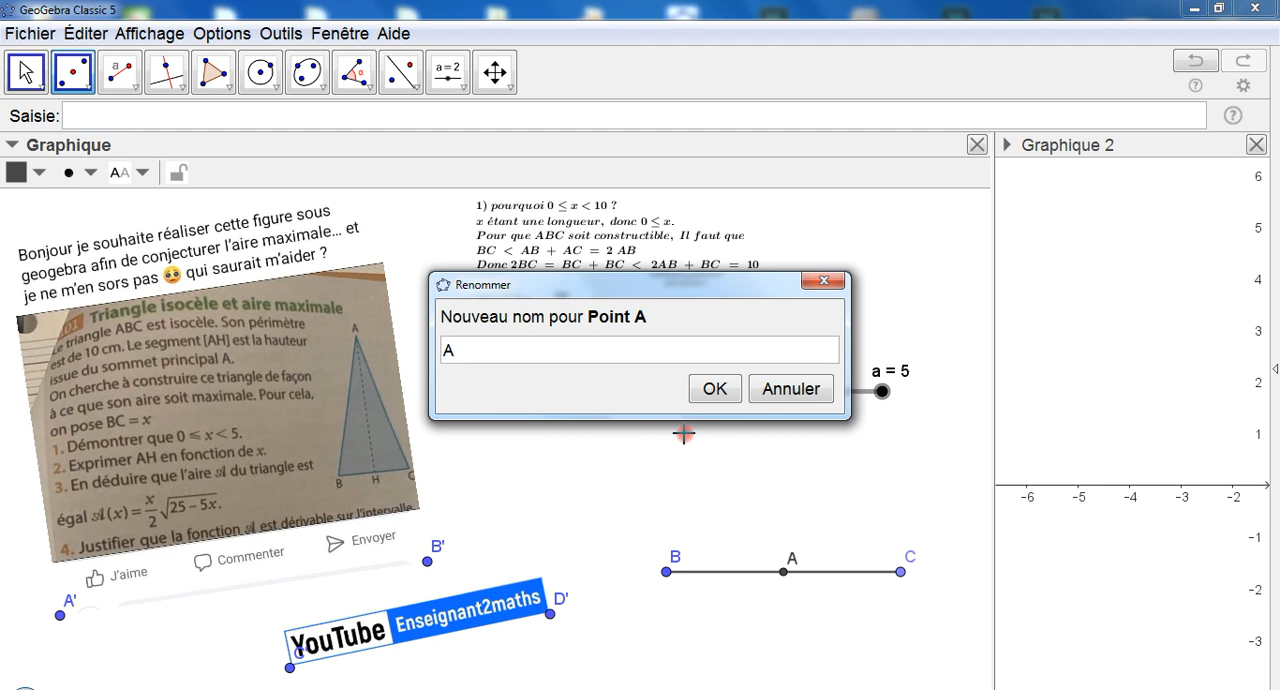 GeoGebra Classic 5
Fichier Éditer Affichage Options Outils Fenêtre Aide
a
α
a = 2
Saisie:
Graphique
Graphique 2
AA
Bonjour je souhaite réaliser cette figure sous
geogebra afin de conjecturer l'aire maximale... et
je ne m'en sors pas 🥺 qui saurait m'aider ?
Triangle isocèle et aire maximale
triangle ABC est isocèle. Son périmètre
est de 10 cm. Le segment [AH] est la hauteur
issue du sommet principal A.
On cherche à construire ce triangle de façon
à ce que son aire soit maximale. Pour cela,
on pose BC = x
1. Démontrer que 0 ⩽ x < 5.
2. Exprimer AH en fonction de x.
3. En déduire que l'aire 𝒜 du triangle est
égal 𝒜(x) = x/2 √25 − 5x.
4. Justifier que la fonction 𝒜 est dérivable sur l'intervalle
A
B
H
C
J'aime
Commenter
Envoyer
1) pourquoi 0 ≤ x < 10 ?
x étant une longueur, donc 0 ≤ x.
Pour que ABC soit constructible, Il faut que
BC < AB + AC = 2 AB
Donc 2BC = BC + BC < 2AB + BC = 10
Renommer
Nouveau nom pour Point A
A
OK
Annuler
a = 5
B'
A'
B
A
C
YouTube
Enseignant2maths
D'
6
5
4
3
2
1
-6 -5 -4 -3 -2
-1
-2
-3